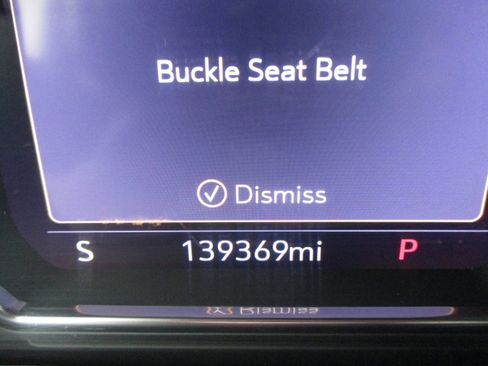 Buckle Seat Belt
Dismiss
S 139369mi P